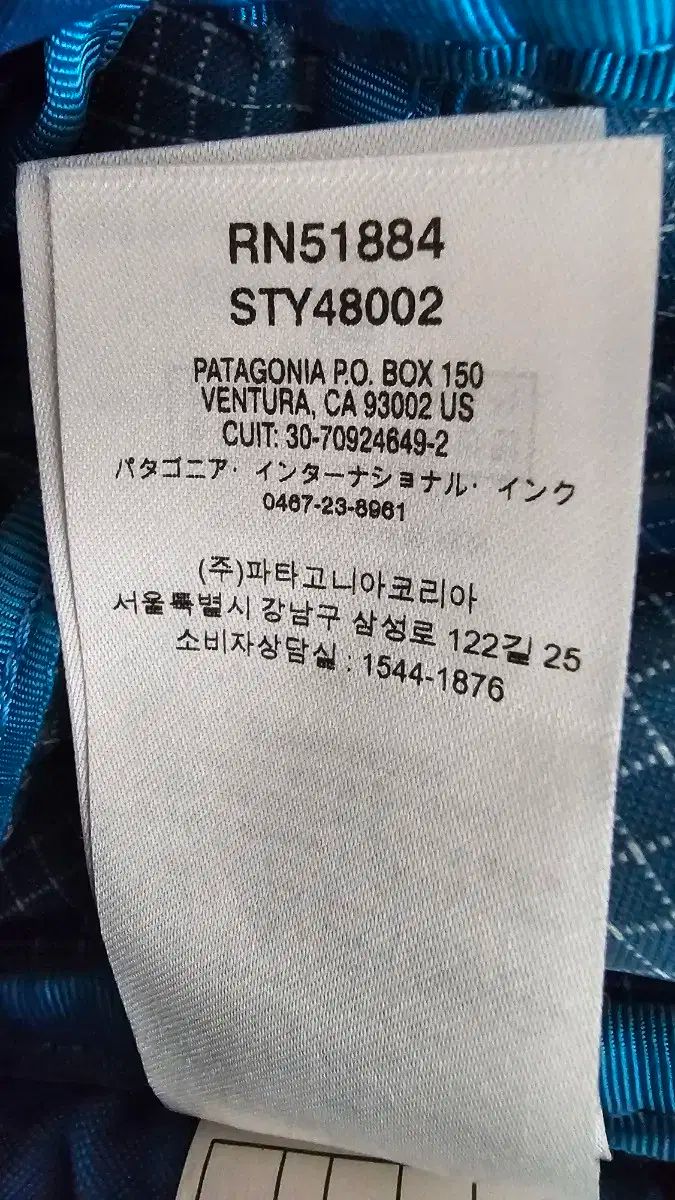 RN51884
STY48002
PATAGONIA P.O. BOX 150
VENTURA, CA 93002 US
CUIT: 30-70924649-2
パタゴニア・インターナショナル・インク
0467-23-8961
(주)파타고니아코리아
서울특별시 강남구 삼성로 122길 25
소비자상담실 : 1544-1876